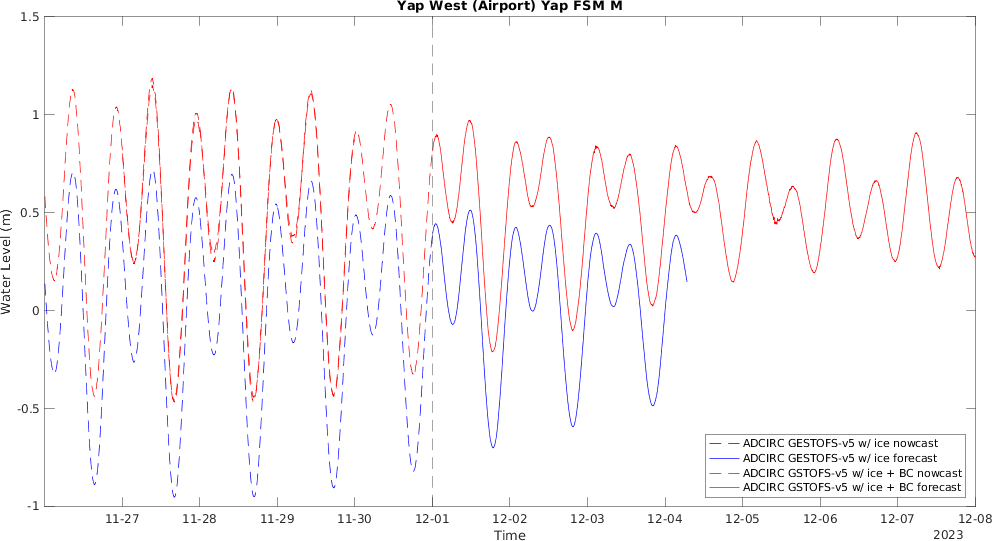 Yap West (Airport) Yap FSM M
1.5
1
0.5
0
-0.5
-1
Water Level (m)
11-27 11-28 11-29 11-30 12-01 12-02 12-03 12-04 12-05 12-06 12-07 12-08
Time
2023
ADCIRC GESTOFS-v5 w/ ice nowcast
ADCIRC GESTOFS-v5 w/ ice forecast
ADCIRC GSTOFS-v5 w/ ice + BC nowcast
ADCIRC GSTOFS-v5 w/ ice + BC forecast